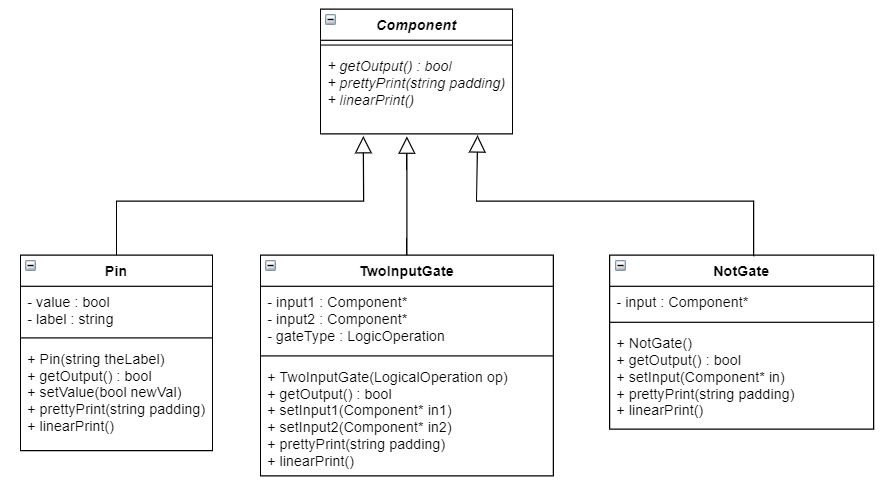 Component
+ getOutput() : bool
+ prettyPrint(string padding)
+ linearPrint()
Pin
- value : bool
- label : string
+ Pin(string theLabel)
+ getOutput() : bool
+ setValue(bool newVal)
+ prettyPrint(string padding)
+ linearPrint()
TwoInputGate
- input1 : Component*
- input2 : Component*
- gateType : LogicOperation
+ TwoInputGate(LogicalOperation op)
+ getOutput() : bool
+ setInput1(Component* in1)
+ setInput2(Component* in2)
+ prettyPrint(string padding)
+ linearPrint()
NotGate
- input : Component*
+ NotGate()
+ getOutput() : bool
+ setInput(Component* in)
+ prettyPrint(string padding)
+ linearPrint()